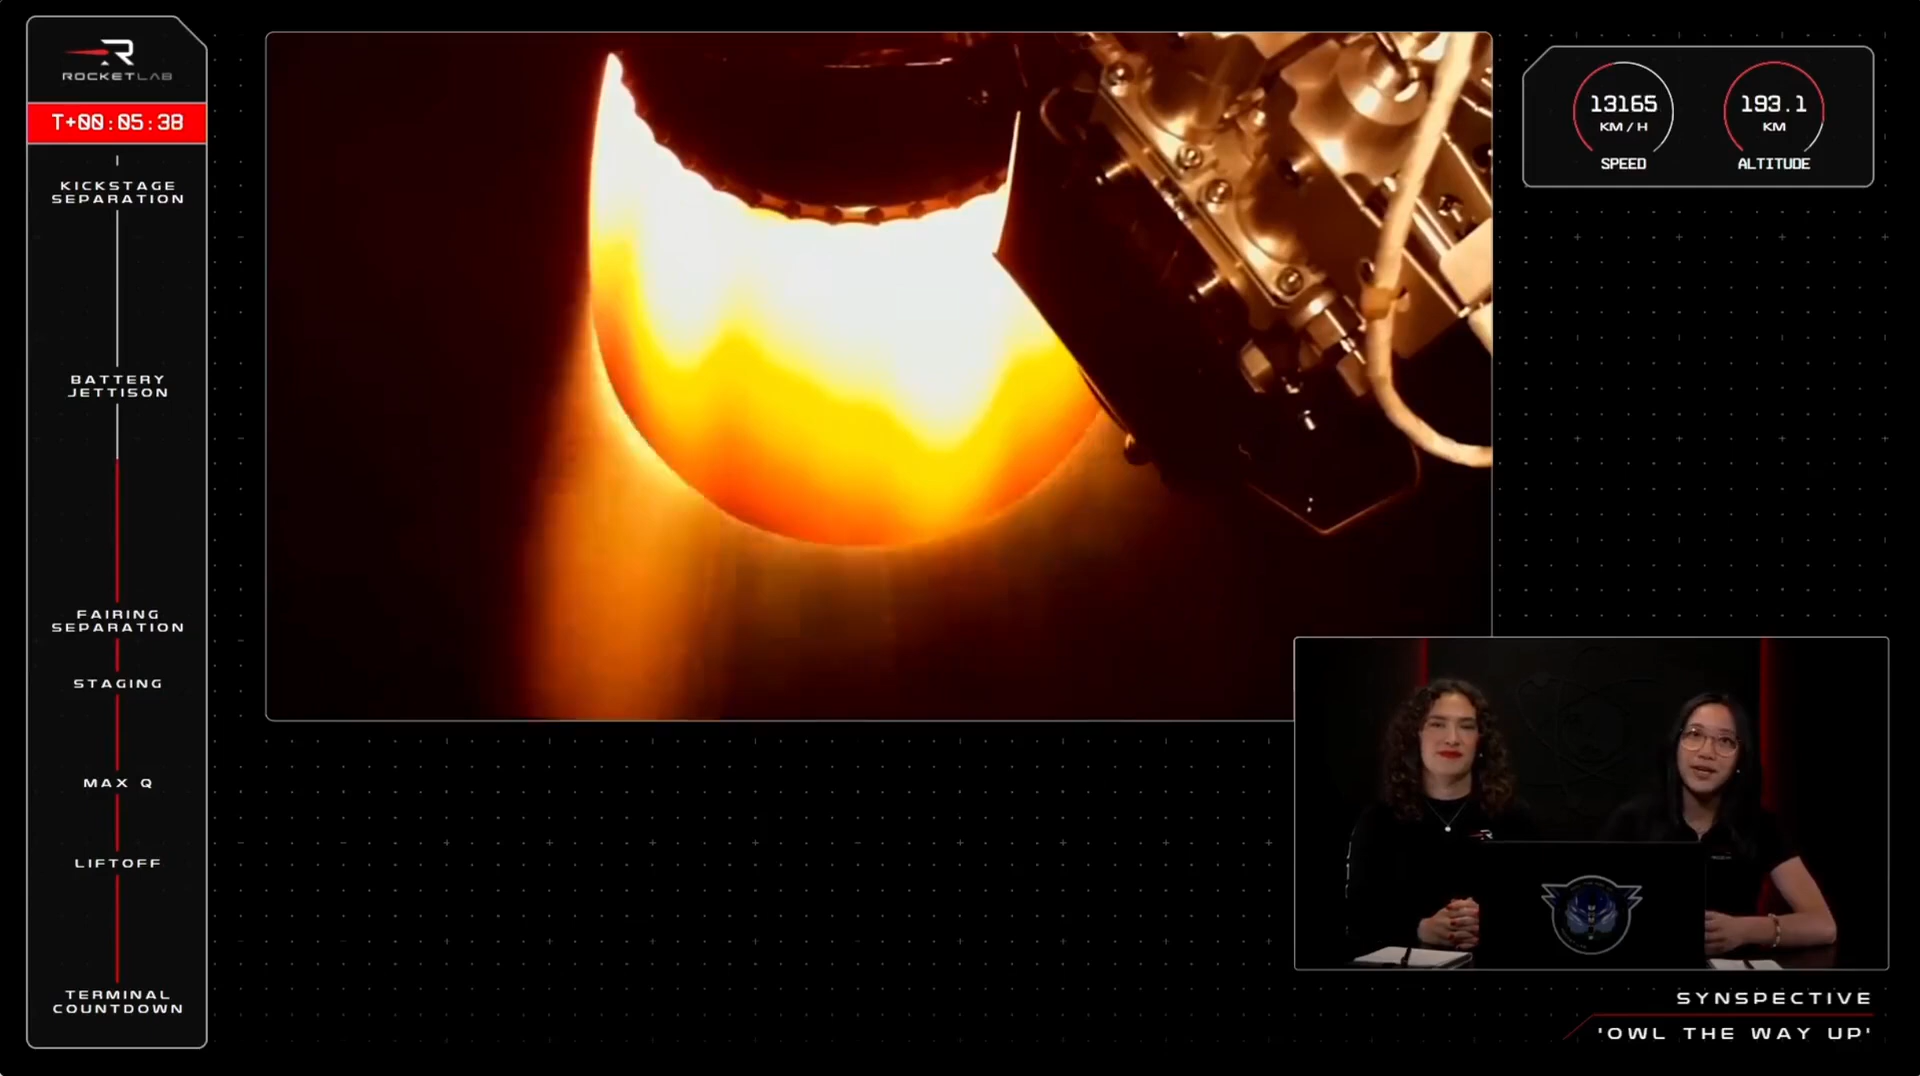 ROCKETLAB
T+00:05:38
KICKSTAGE
SEPARATION
BATTERY
JETTISON
FAIRING
SEPARATION
STAGING
MAX Q
LIFTOFF
TERMINAL
COUNTDOWN
13165
KM/H
SPEED
193.1
KM
ALTITUDE
SYNSPECTIVE
'OWL THE WAY UP'